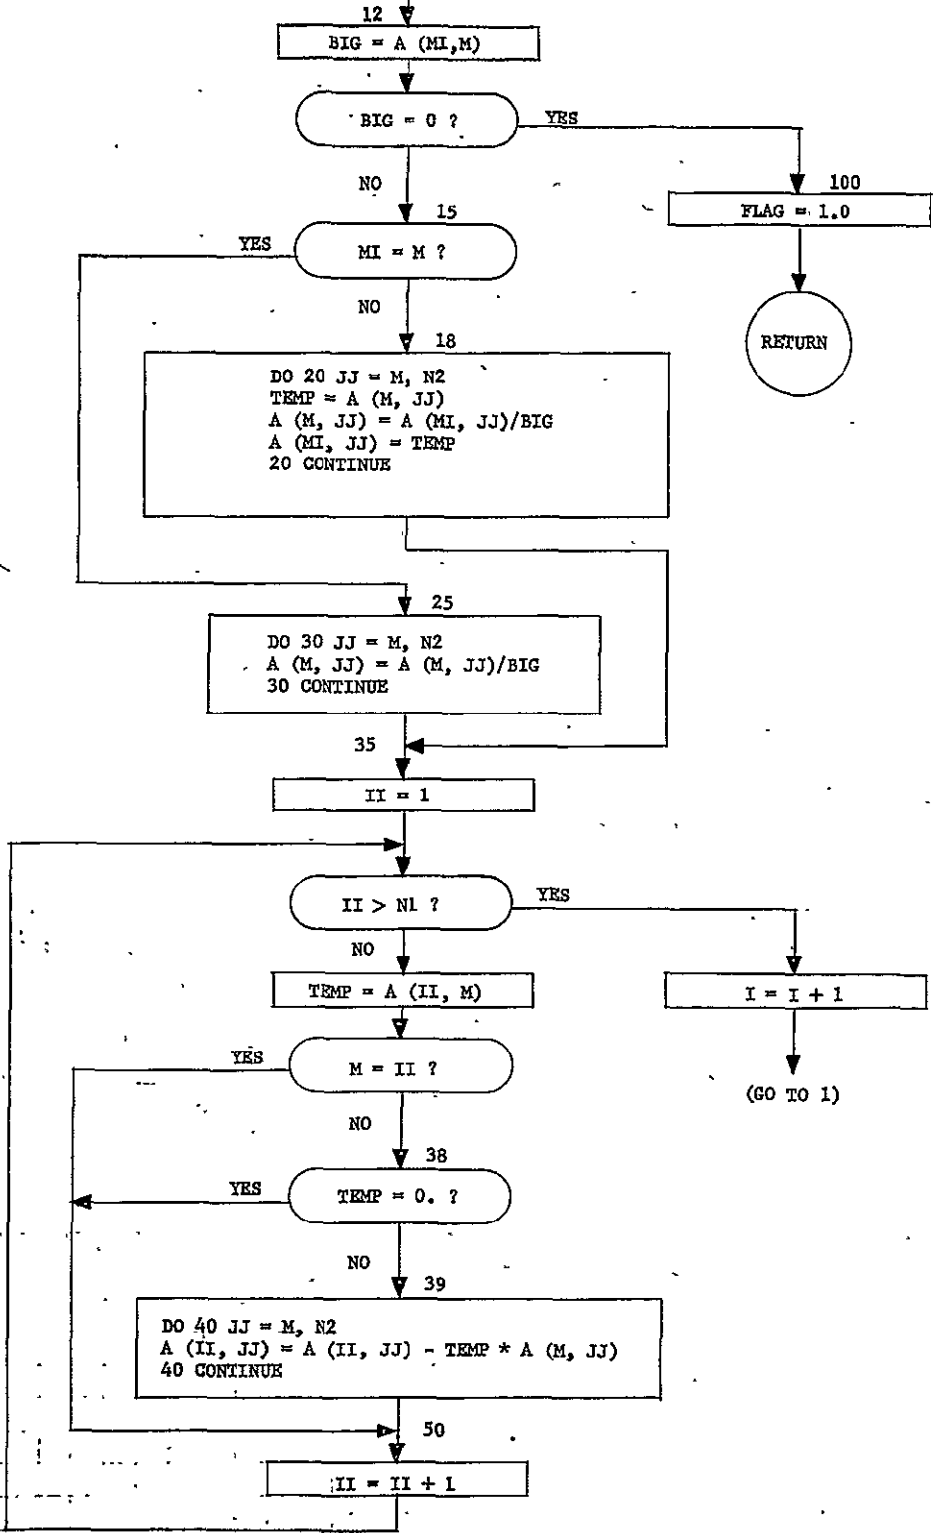 12
BIG = A (MI,M)
BIG = 0 ?
YES
NO
100
FLAG = 1.0
15
YES
MI = M ?
NO
RETURN
18
DO 20 JJ = M, N2
TEMP = A (M, JJ)
A (M, JJ) = A (MI, JJ)/BIG
A (MI, JJ) = TEMP
20 CONTINUE
25
DO 30 JJ = M, N2
A (M, JJ) = A (M, JJ)/BIG
30 CONTINUE
35
II = 1
II > N1 ?
YES
NO
TEMP = A (II, M)
I = I + 1
YES
M = II ?
(GO TO 1)
NO
38
YES
TEMP = 0. ?
NO
39
DO 40 JJ = M, N2
A (II, JJ) = A (II, JJ) - TEMP * A (M, JJ)
40 CONTINUE
50
II = II + 1